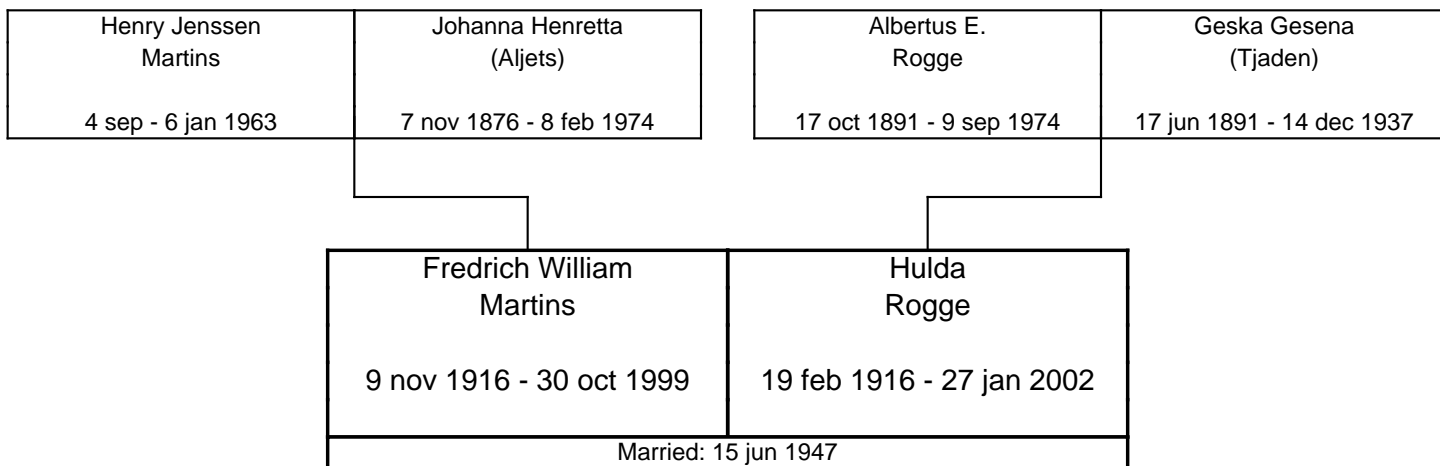 Henry Jenssen
Martins
4 sep - 6 jan 1963
Johanna Henretta
(Aljets)
7 nov 1876 - 8 feb 1974
Albertus E.
Rogge
17 oct 1891 - 9 sep 1974
Geska Gesena
(Tjaden)
17 jun 1891 - 14 dec 1937
Fredrich William
Martins
9 nov 1916 - 30 oct 1999
Hulda
Rogge
19 feb 1916 - 27 jan 2002
Married: 15 jun 1947